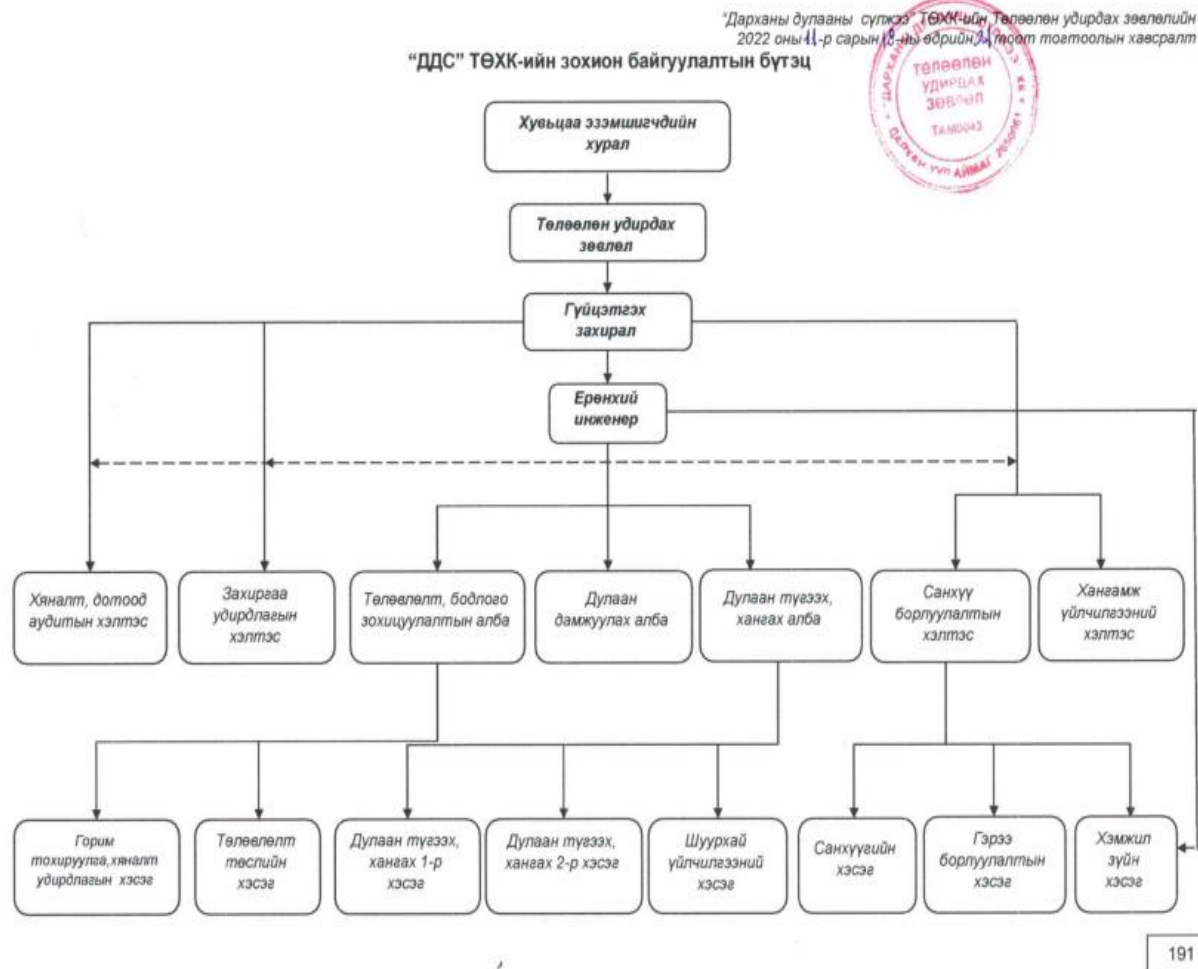 "Дарханы дулааны сүлжээ" ТӨХК-ийн Төлөөлөн удирдах зөвлөлийн
2022 оны 11-р сарын 18-ны өдрийн тоот тогтоолын хавсралт
"ДДС" ТӨХК-ийн зохион байгуулалтын бүтэц
ТӨЛӨӨЛӨН
УДИРДАХ
ЗӨВЛӨЛ
ТАМ0043
АЙМАГ
Хувьцаа эзэмшигчдийн
хурал
Төлөөлөн удирдах
зөвлөл
Гүйцэтгэх
захирал
Ерөнхий
инженер
Хяналт, дотоод
аудитын хэлтэс
Захиргаа
удирдлагын
хэлтэс
Төлөвлөлт, бодлого
зохицуулалтын алба
Дулаан
дамжуулах алба
Дулаан түгээх,
хангах алба
Санхүү
борлуулалтын
хэлтэс
Хангамж
үйлчилгээний
хэлтэс
Горим
тохируулга,хяналт
удирдлагын хэсэг
Төлөвлөлт
төслийн
хэсэг
Дулаан түгээх,
хангах 1-р
хэсэг
Дулаан түгээх,
хангах 2-р хэсэг
Шуурхай
үйлчилгээний
хэсэг
Санхүүгийн
хэсэг
Гэрээ
борлуулалтын
хэсэг
Хэмжил
зүйн
хэсэг
191